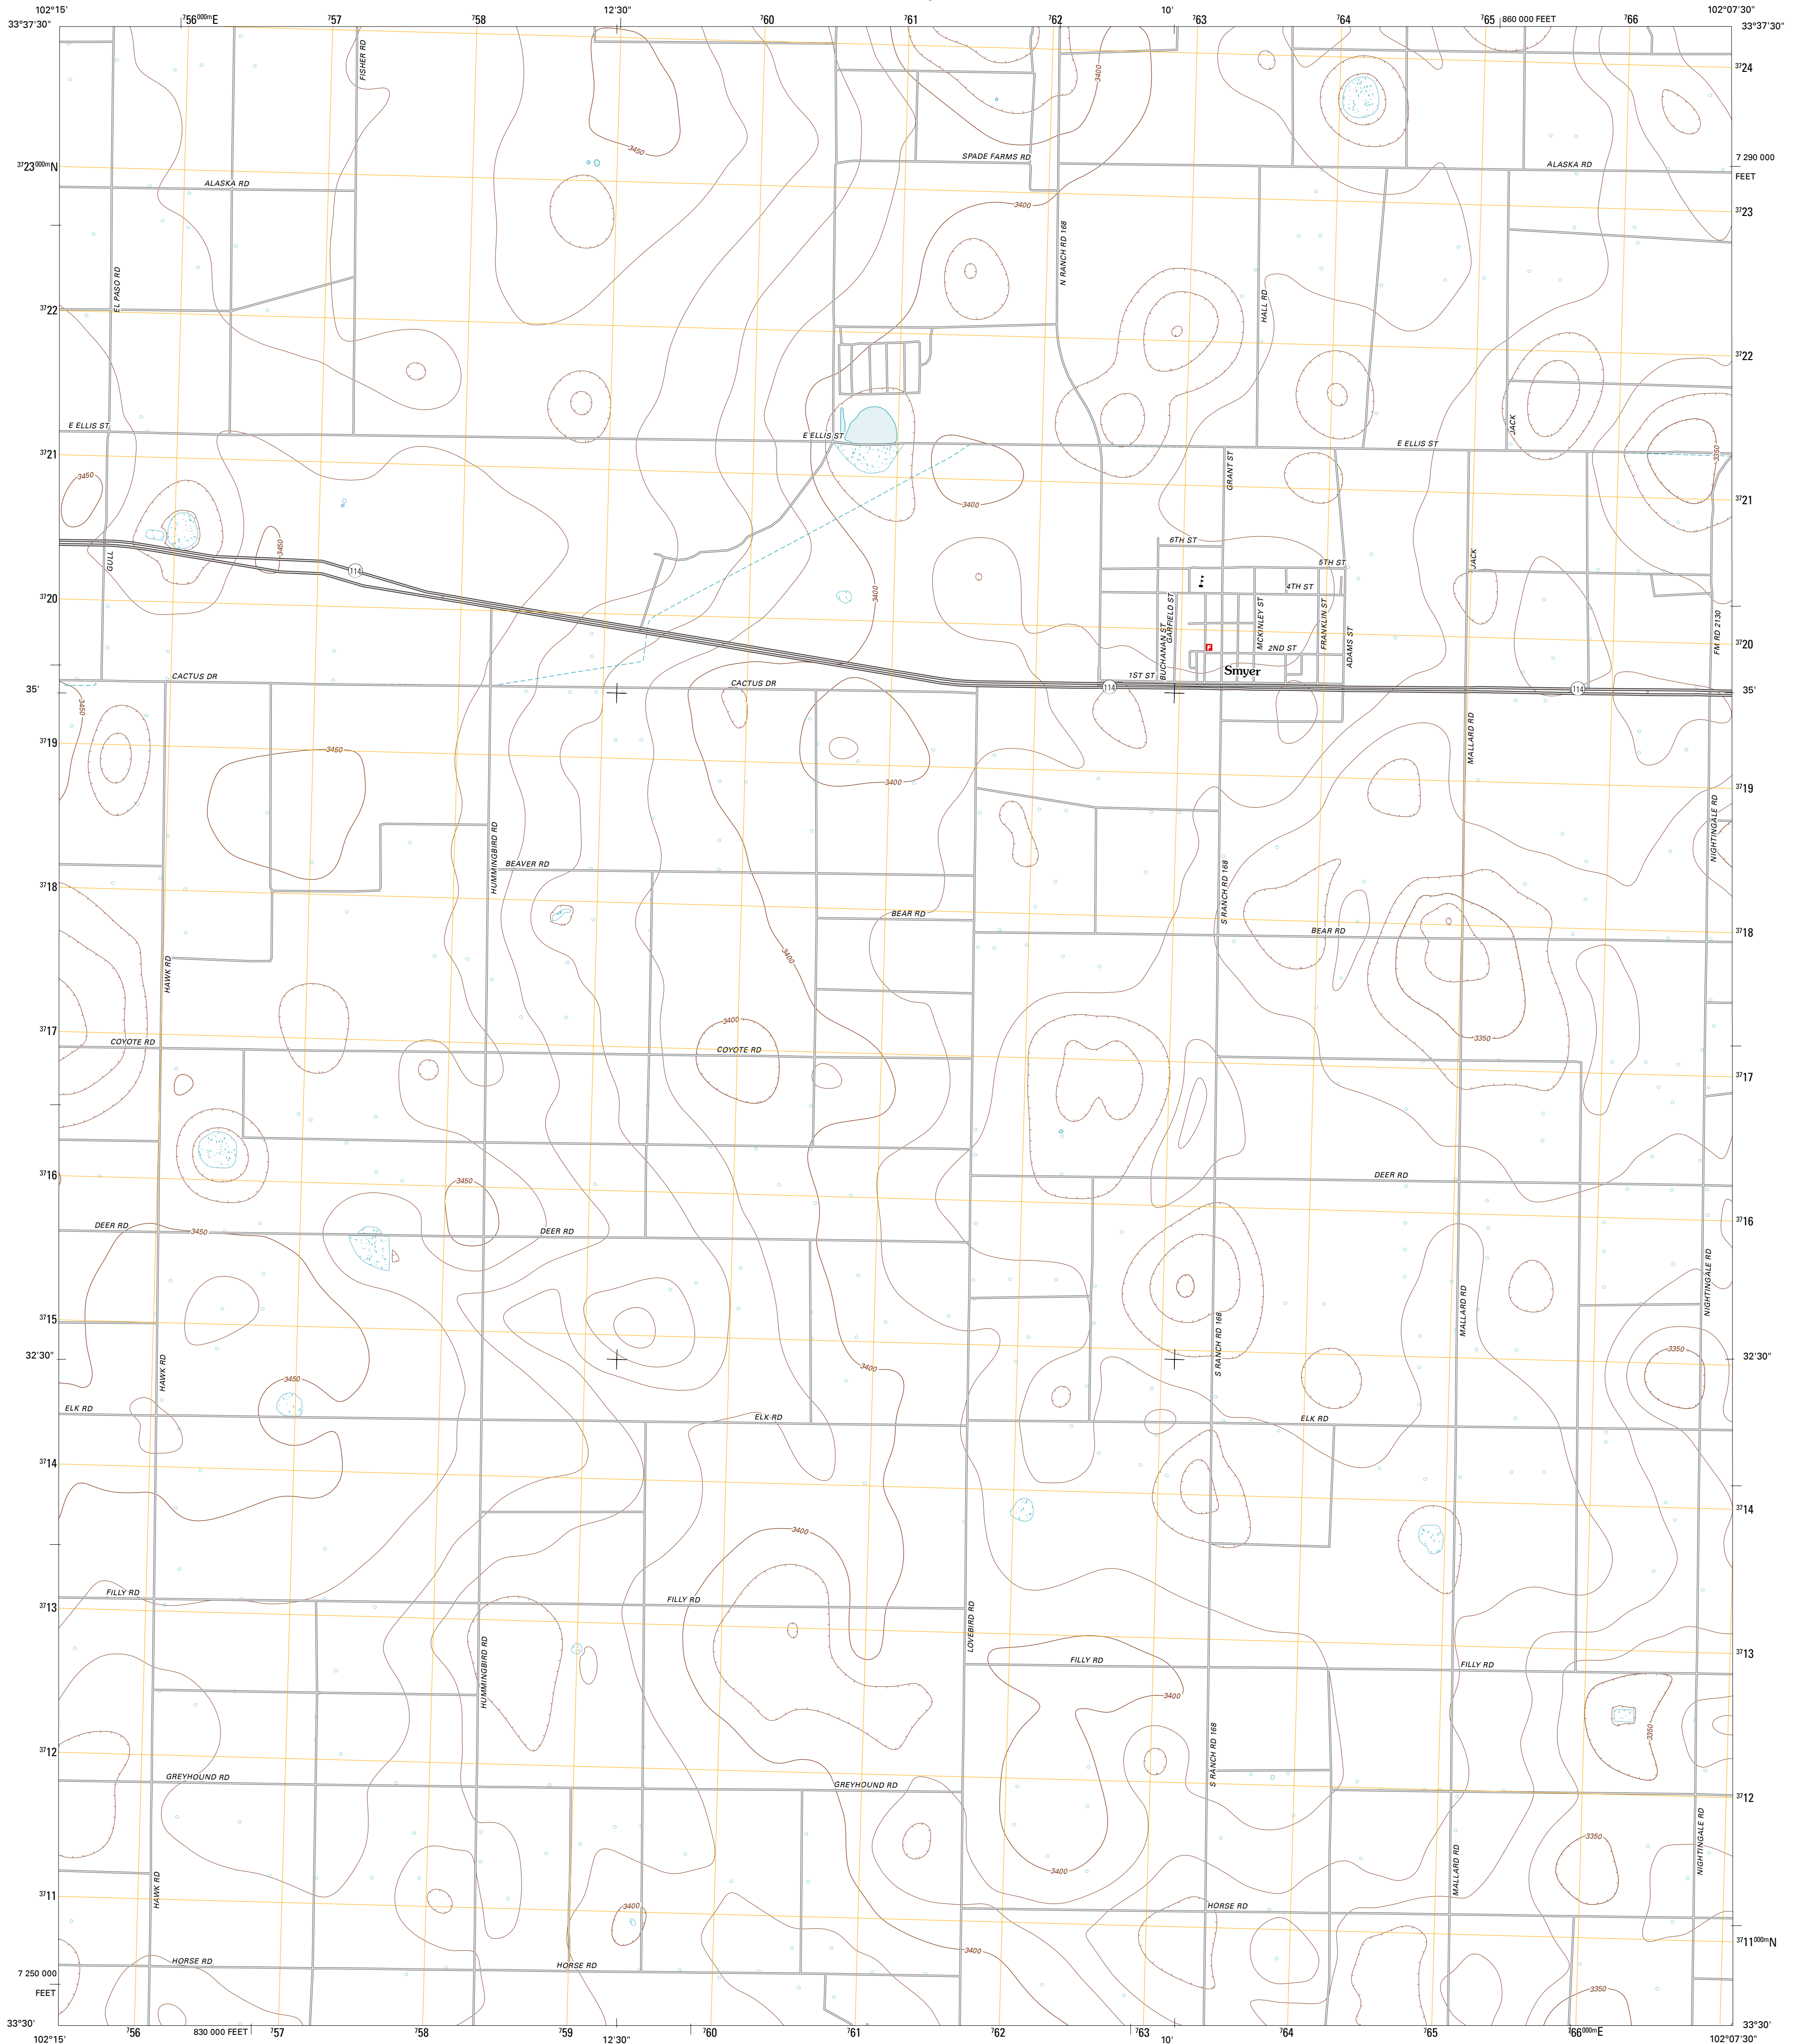 102°15'
⁷56⁰⁰⁰ᵐE
⁷57
⁷58
12'30"
⁷60
⁷61
⁷62
10'
⁷63
⁷64
⁷65
860 000 FEET
⁷66
102°07'30"
33°37'30"
33°37'30"
FISHER RD
3400
³⁷24
3450
SPADE FARMS RD
ALASKA RD
7 290 000
FEET
³⁷23⁰⁰⁰ᵐN
ALASKA RD
3400
³⁷23
N RANCH RD 168
EL PASO RD
HALL RD
³⁷22
³⁷22
JACK
E ELLIS ST
E ELLIS ST
E ELLIS ST
³⁷21
3350
GRANT ST
3450
3400
³⁷21
6TH ST
3450
GULL
114
5TH ST
JACK
4TH ST
3400
³⁷20
GARFIELD ST
BUCHANAN ST
MCKINLEY ST
FRANKLIN ST
ADAMS ST
FM RD 2130
F
2ND ST
³⁷20
Smyer
1ST ST
CACTUS DR
CACTUS DR
35'
114
114
35'
3450
³⁷19
3450
MALLARD RD
3400
³⁷19
NIGHTINGALE RD
HUMMINGBIRD RD
BEAVER RD
S RANCH RD 168
³⁷18
BEAR RD
BEAR RD
³⁷18
3400
HAWK RD
³⁷17
3400
3350
COYOTE RD
COYOTE RD
³⁷17
³⁷16
DEER RD
3450
DEER RD
3450
DEER RD
³⁷16
NIGHTINGALE RD
MALLARD RD
³⁷15
S RANCH RD 168
32'30"
3350
32'30"
HAWK RD
3400
3450
ELK RD
ELK RD
ELK RD
³⁷14
³⁷14
3400
FILLY RD
FILLY RD
³⁷13
LOVEBIRD RD
HUMMINGBIRD RD
FILLY RD
FILLY RD
³⁷13
3400
3350
S RANCH RD 168
³⁷12
GREYHOUND RD
GREYHOUND RD
³⁷12
NIGHTINGALE RD
3350
MALLARD RD
3400
HAWK RD
³⁷11
3400
HORSE RD
³⁷11⁰⁰⁰ᵐN
3400
HORSE RD
HORSE RD
7 250 000
FEET
3350
33°30'
33°30'
102°15'
⁷56
830 000 FEET
⁷57
⁷58
⁷59
12'30"
⁷60
⁷61
⁷62
⁷63
10'
⁷64
⁷65
⁷66⁰⁰⁰ᵐE
102°07'30"